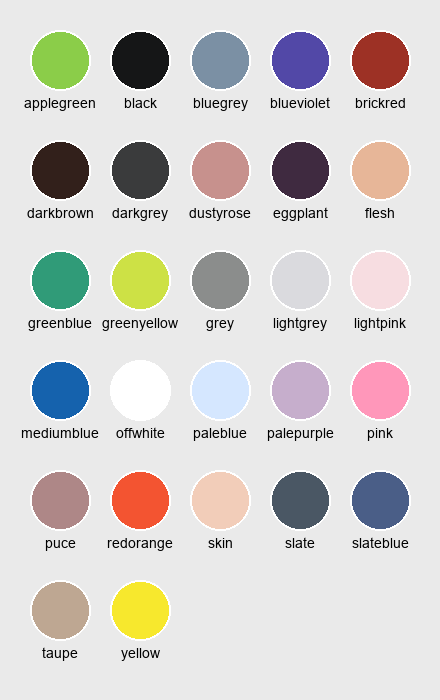 applegreen black bluegrey blueviolet brickred
darkbrown darkgrey dustyrose eggplant flesh
greenblue greenyellow grey lightgrey lightpink
mediumblue offwhite paleblue palepurple pink
puce redorange skin slate slateblue
taupe yellow